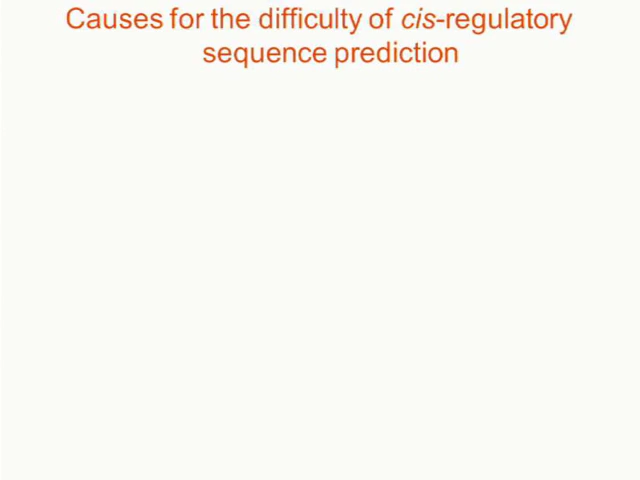 Causes for the difficulty of cis-regulatory
sequence prediction